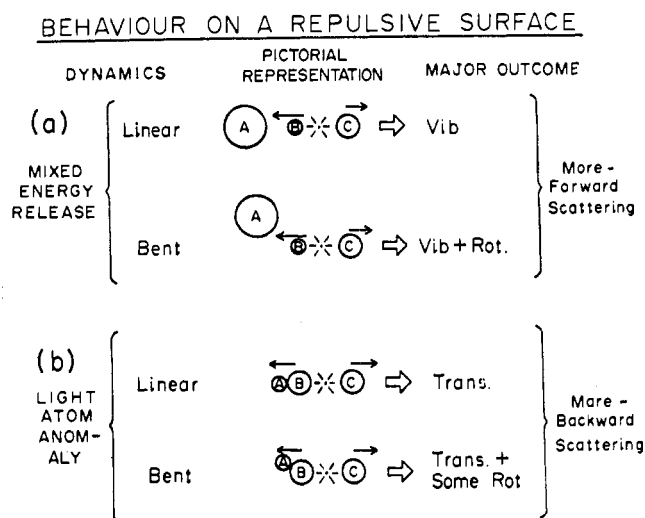 BEHAVIOUR ON A REPULSIVE SURFACE
DYNAMICS
PICTORIAL
REPRESENTATION
MAJOR OUTCOME
(a)
MIXED
ENERGY
RELEASE
Linear
A B C
Vib
Bent
A
B C
Vib + Rot.
More-
Forward
Scattering
(b)
LIGHT
ATOM
ANOM-
ALY
Linear
A B C
Trans.
Bent
A
B C
Trans. +
Some Rot
More-
Backward
Scattering